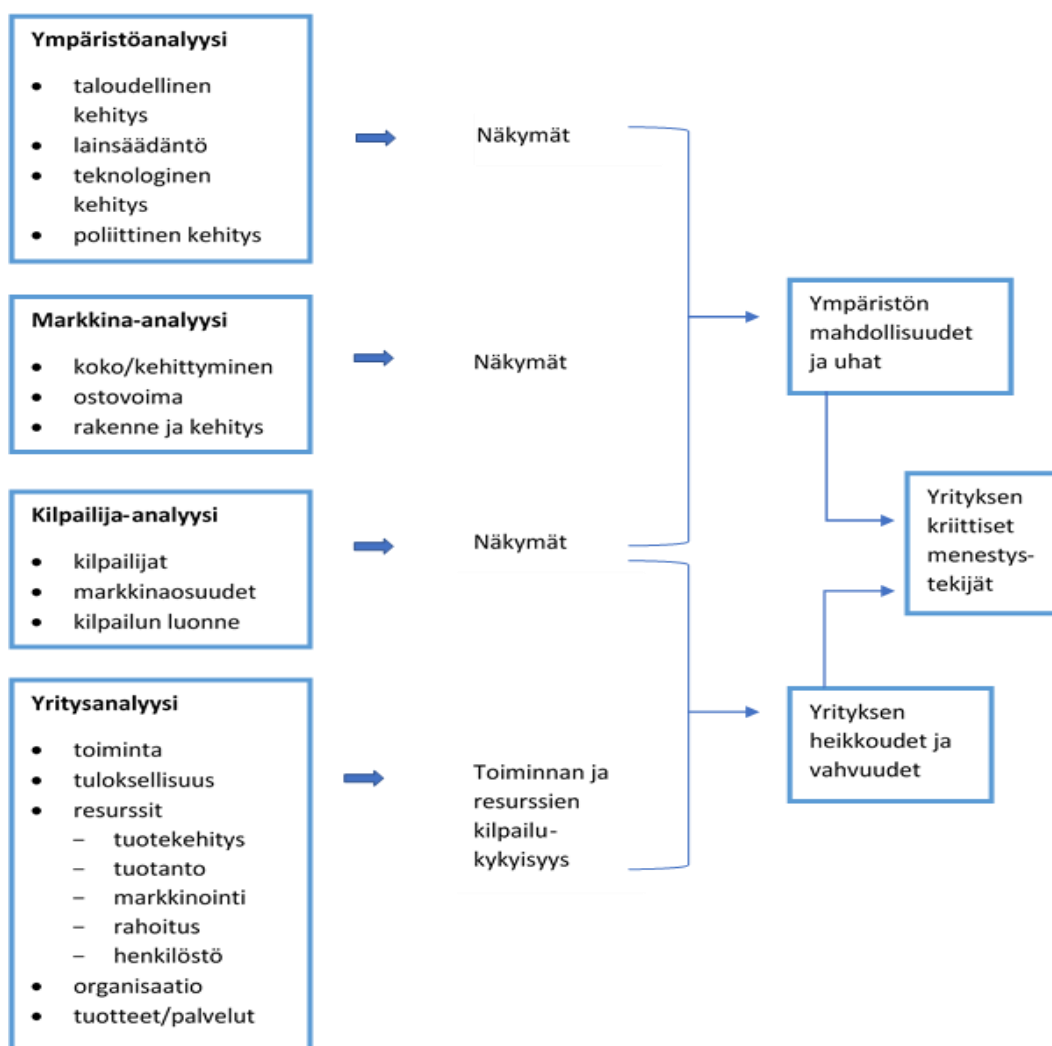 Ympäristöanalyysi
• taloudellinen
kehitys
• lainsäädäntö
• teknologinen
kehitys
• poliittinen kehitys
Näkymät
Markkina-analyysi
• koko/kehittyminen
• ostovoima
• rakenne ja kehitys
Näkymät
Kilpailija-analyysi
• kilpailijat
• markkinaosuudet
• kilpailun luonne
Näkymät
Yritysanalyysi
• toiminta
• tuloksellisuus
• resurssit
– tuotekehitys
– tuotanto
– markkinointi
– rahoitus
– henkilöstö
• organisaatio
• tuotteet/palvelut
Toiminnan ja
resurssien
kilpailu-
kykyisyys
Ympäristön
mahdollisuudet
ja uhat
Yrityksen
kriittiset
menestys-
tekijät
Yrityksen
heikkoudet ja
vahvuudet